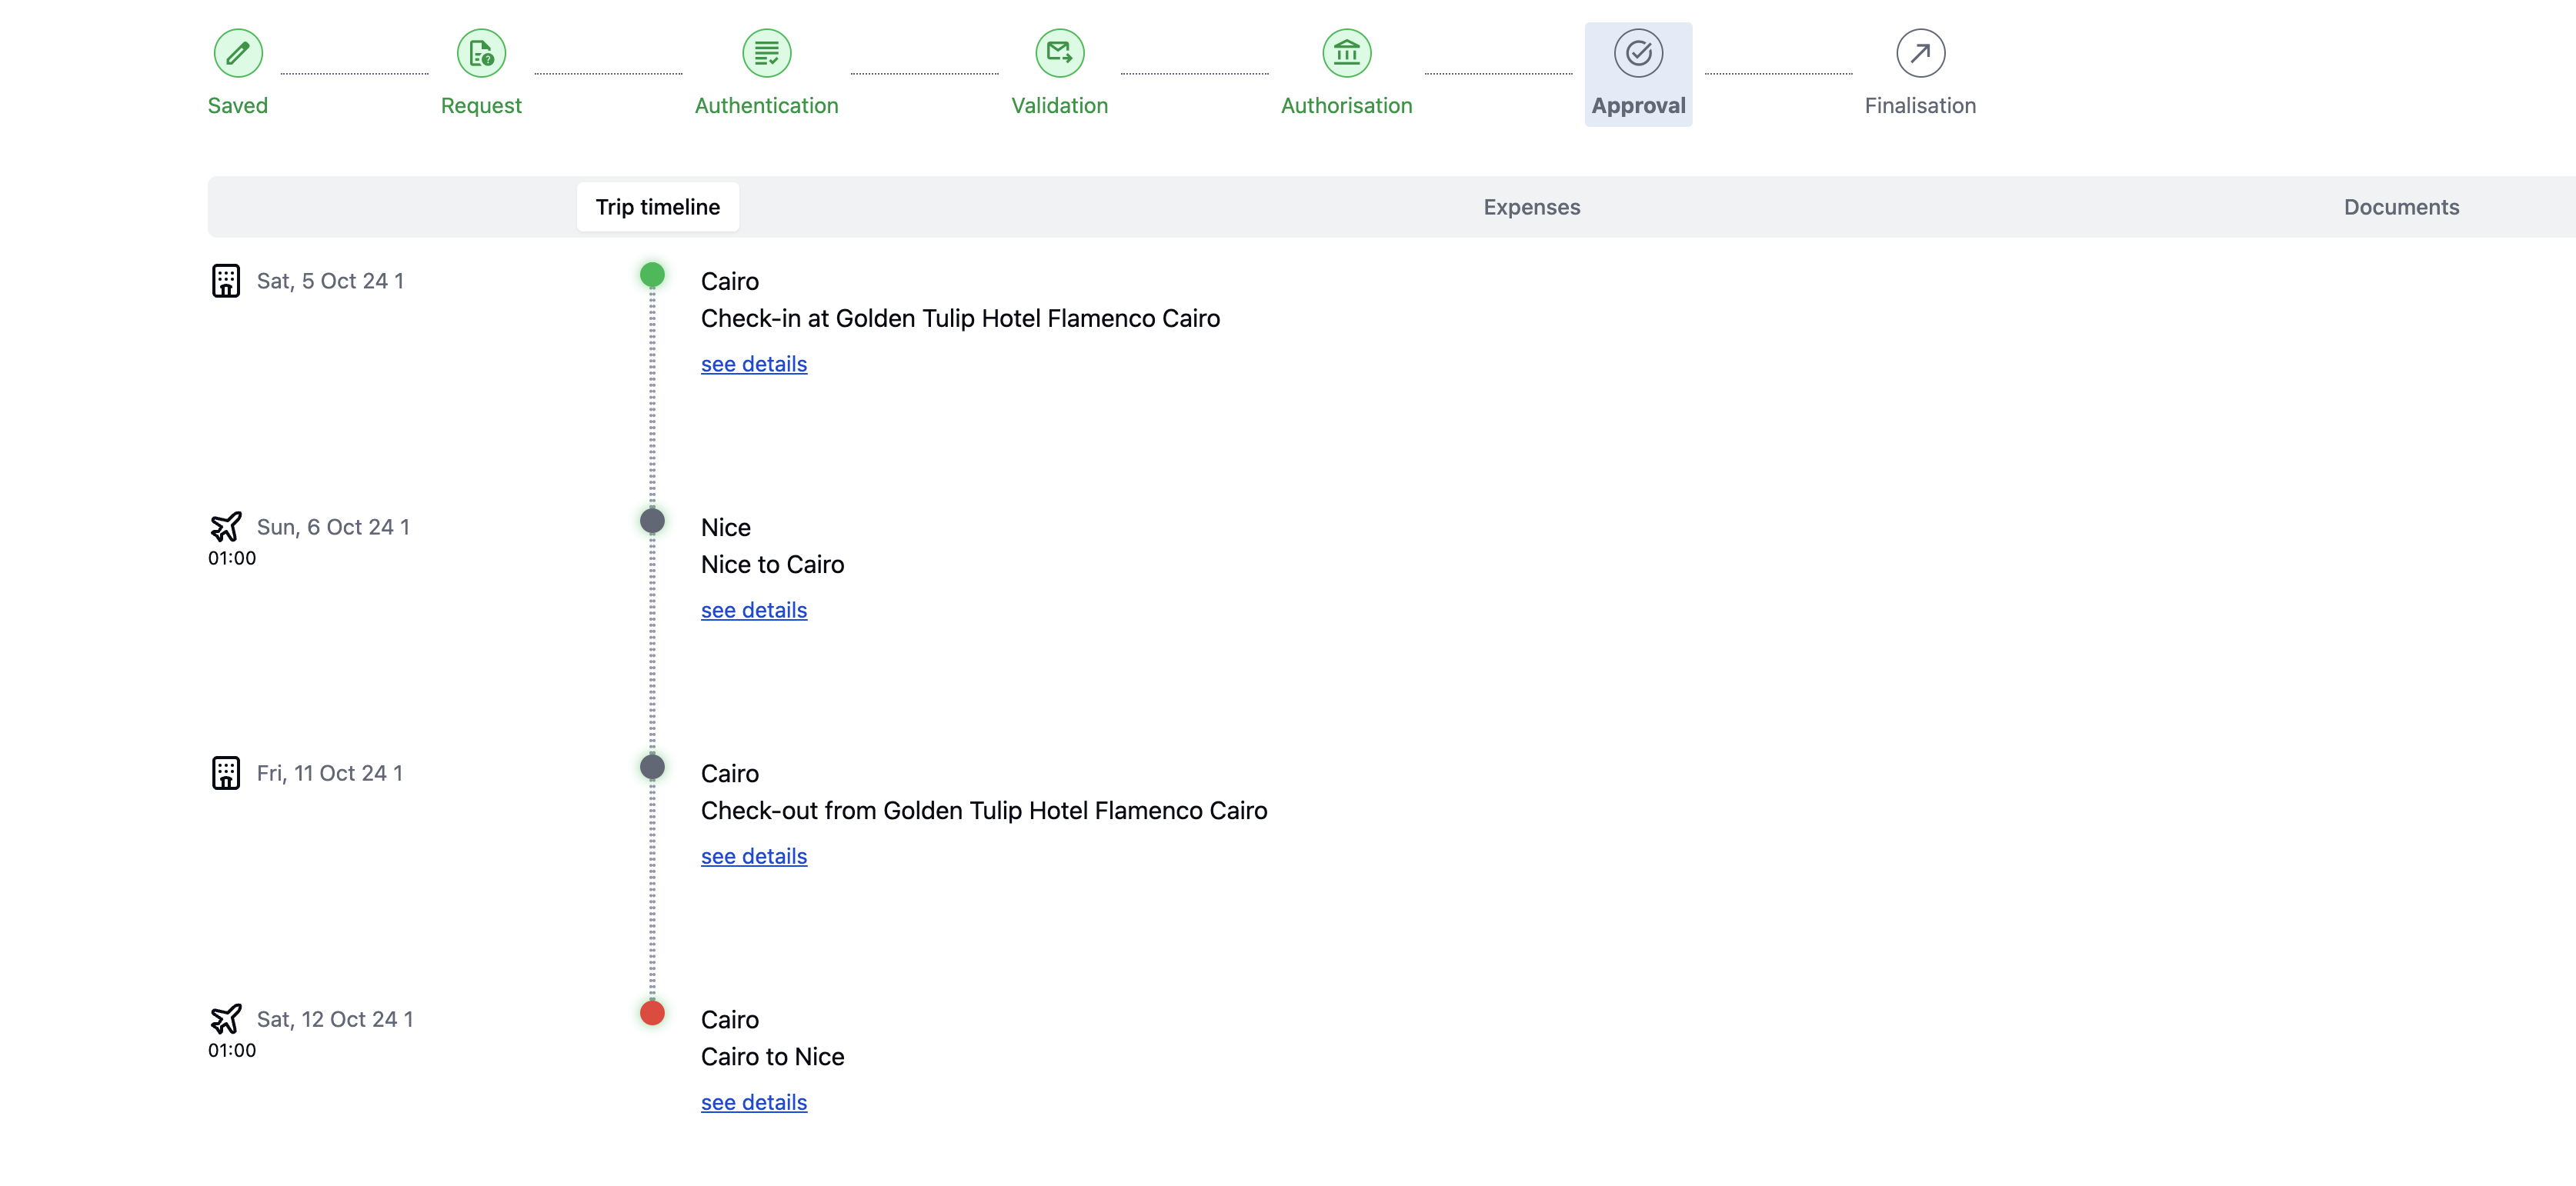 Saved
Request
Authentication
Validation
Authorisation
Approval
Finalisation
Trip timeline
Expenses
Documents
Sat, 5 Oct 24 1
Cairo
Check-in at Golden Tulip Hotel Flamenco Cairo
see details
Sun, 6 Oct 24 1
01:00
Nice
Nice to Cairo
see details
Fri, 11 Oct 24 1
Cairo
Check-out from Golden Tulip Hotel Flamenco Cairo
see details
Sat, 12 Oct 24 1
01:00
Cairo
Cairo to Nice
see details